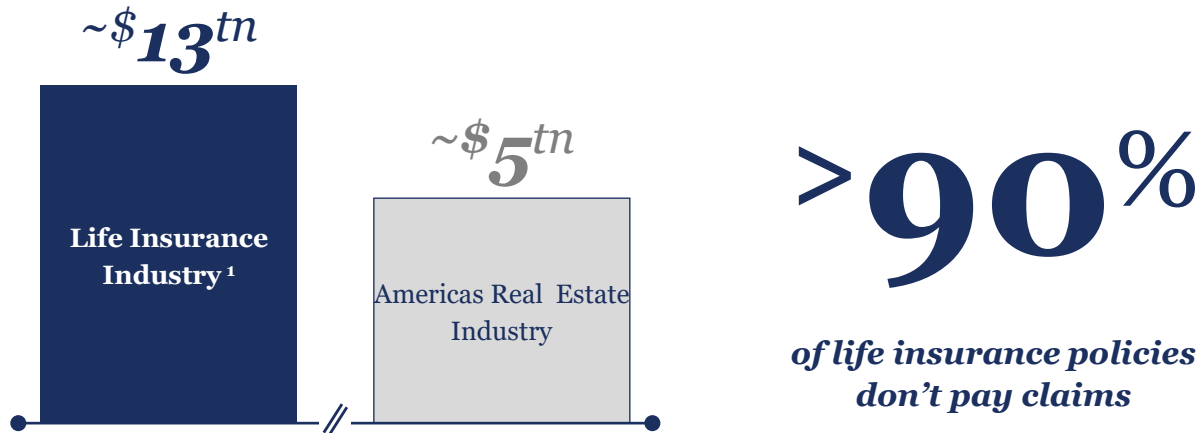 ~$13tn
Life Insurance
Industry 1
~$5tn
Americas Real Estate
Industry
>90%
of life insurance policies
don’t pay claims